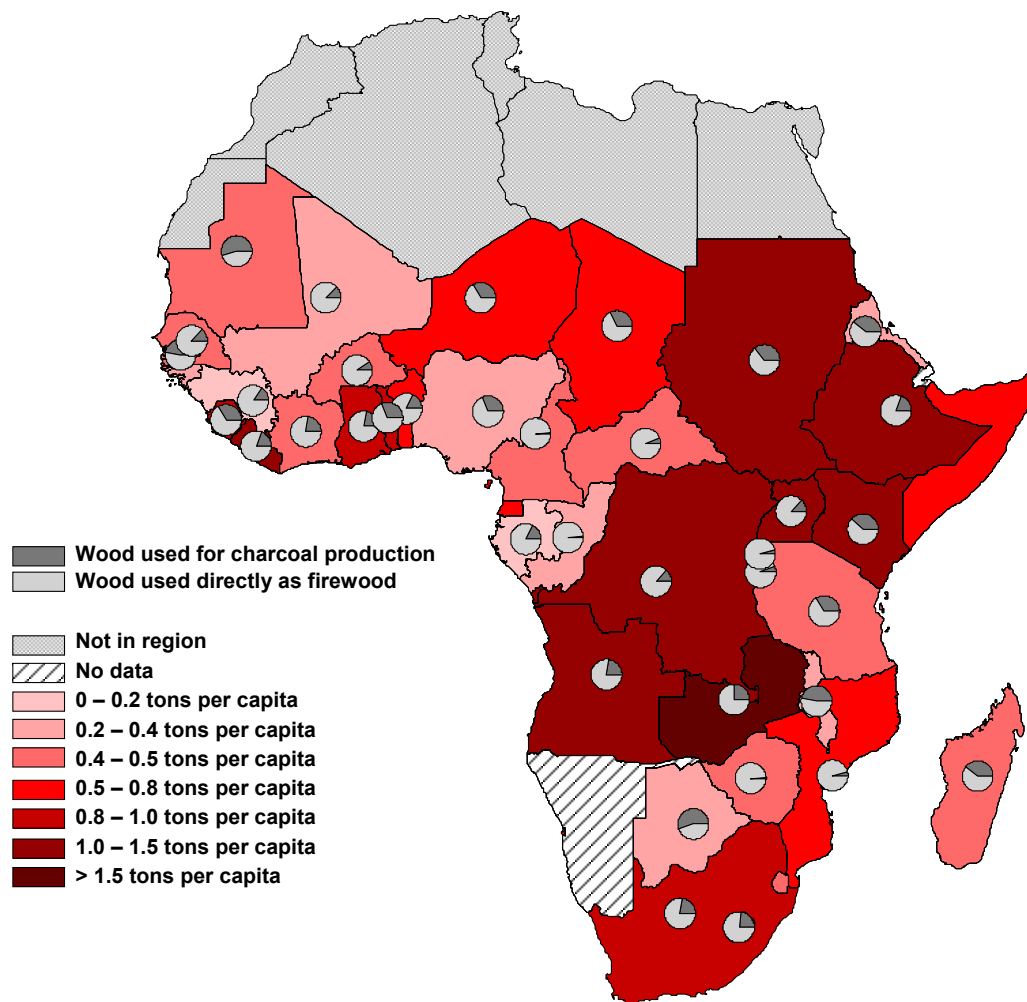 Wood used for charcoal production
Wood used directly as firewood
Not in region
No data
0 – 0.2 tons per capita
0.2 – 0.4 tons per capita
0.4 – 0.5 tons per capita
0.5 – 0.8 tons per capita
0.8 – 1.0 tons per capita
1.0 – 1.5 tons per capita
> 1.5 tons per capita